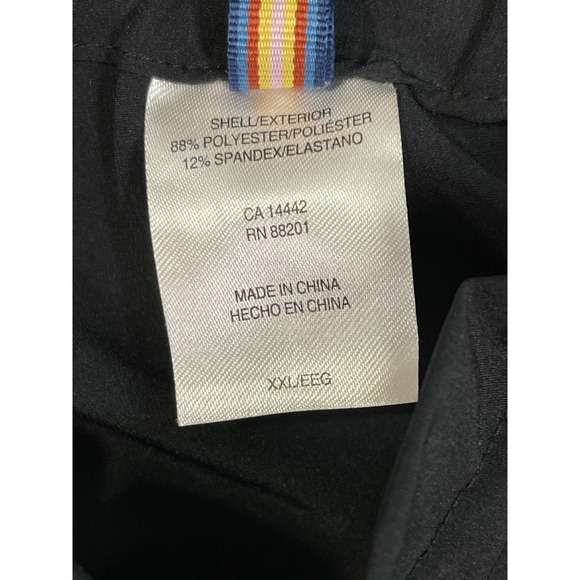 SHELL/EXTERIOR
88% POLYESTER/POLIÉSTER
12% SPANDEX/ELASTANO
CA 14442
RN 88201
MADE IN CHINA
HECHO EN CHINA
XXL/EEG